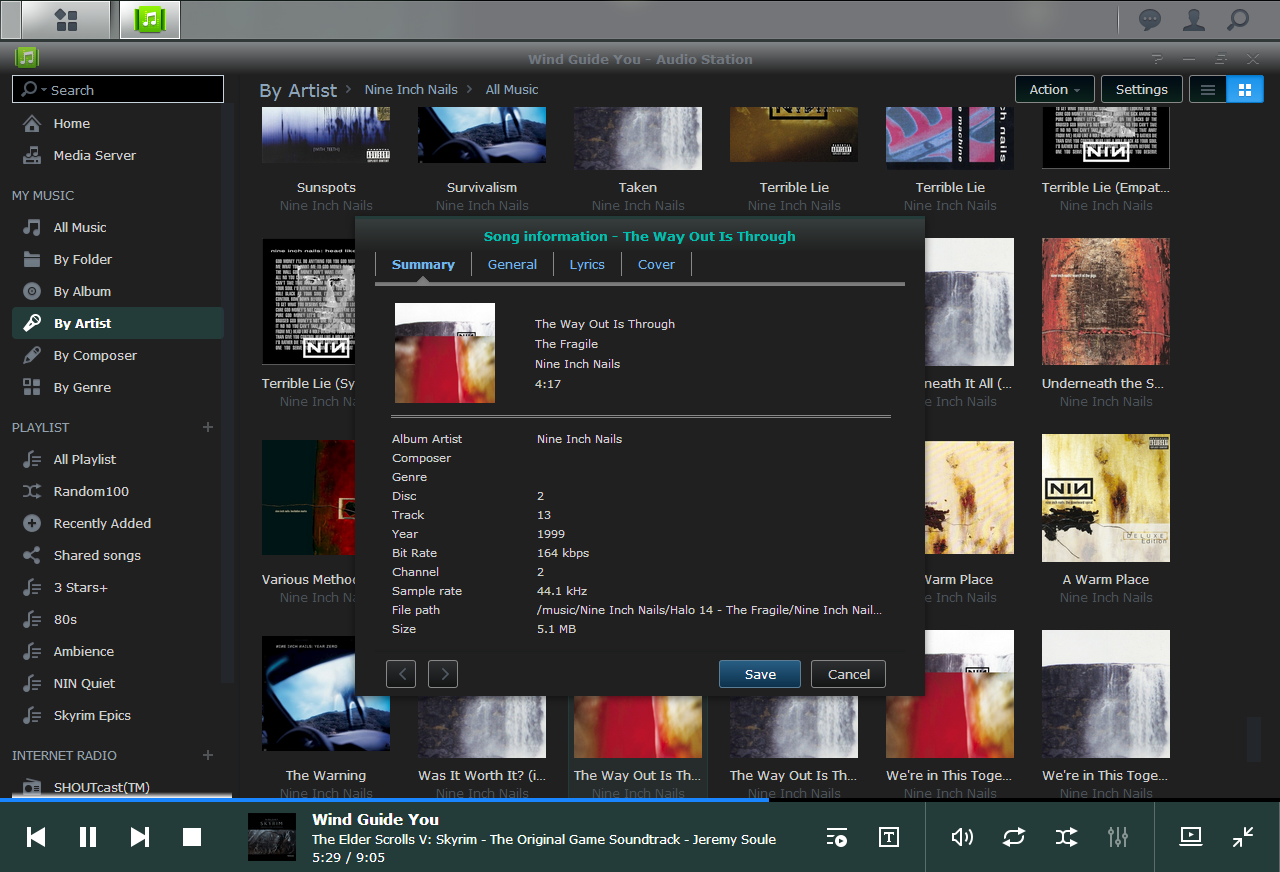 Wind Guide You - Audio Station
Search
Home
Media Server
MY MUSIC
All Music
By Folder
By Album
By Artist
By Composer
By Genre
PLAYLIST
All Playlist
Random100
Recently Added
Shared songs
3 Stars+
80s
Ambience
NIN Quiet
Skyrim Epics
INTERNET RADIO
SHOUTcast(TM)
By Artist > Nine Inch Nails > All Music
Action
Settings
Sunspots
Survivalism
Taken
Terrible Lie
Terrible Lie
Terrible Lie (Empat...
Nine Inch Nails
Nine Inch Nails
Nine Inch Nails
Nine Inch Nails
Nine Inch Nails
Nine Inch Nails
Song information - The Way Out Is Through
Summary
General
Lyrics
Cover
The Way Out Is Through
The Fragile
Nine Inch Nails
4:17
Album Artist Nine Inch Nails
Composer
Genre
Disc 2
Track 13
Year 1999
Bit Rate 164 kbps
Channel 2
Sample rate 44.1 kHz
File path /music/Nine Inch Nails/Halo 14 - The Fragile/Nine Inch Nail...
Size 5.1 MB
Save
Cancel
Terrible Lie (Sy
Nine Inch Na
neath It All (...
Inch Nails
Underneath the S...
Nine Inch Nails
Various Metho
Nine Inch Na
Warm Place
Inch Nails
A Warm Place
Nine Inch Nails
The Warning
Was It Worth It? (i...
The Way Out Is Th...
The Way Out Is Th...
We're in This Toge...
We're in This Toge...
Nine Inch Nails
Nine Inch Nails
Nine Inch Nails
Nine Inch Nails
Nine Inch Nails
Nine Inch Nails
Wind Guide You
The Elder Scrolls V: Skyrim - The Original Game Soundtrack - Jeremy Soule
5:29 / 9:05